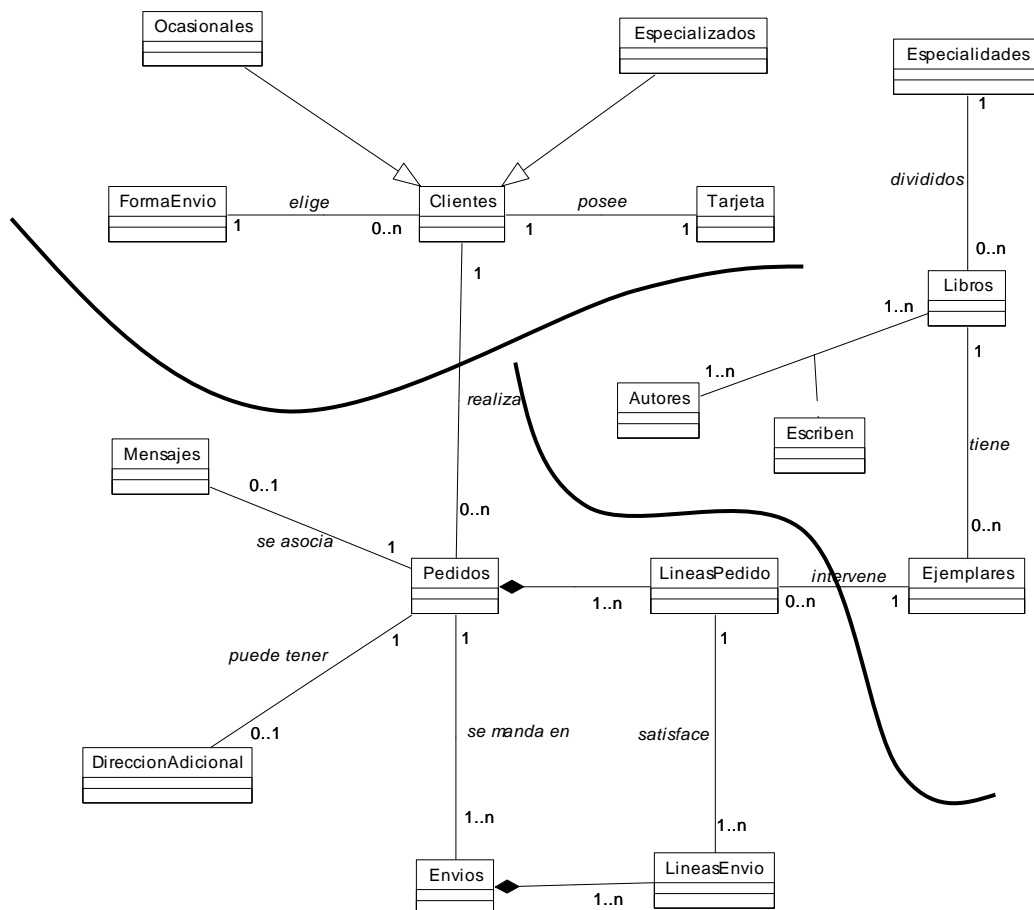 Ocasionales
Especializados
Especialidades
1
divididos
0..n
FormaEnvio
elige
Clientes
posee
Tarjeta
1
0..n
1
1
1
Libros
1..n
1
1..n
Autores
Escriben
realiza
tiene
Mensajes
0..1
se asocia
1
0..n
0..n
Pedidos
LineasPedido
intervene
Ejemplares
1..n
0..n
1
1
1
1
puede tener
se manda en
satisface
0..1
DireccionAdicional
1..n
1..n
Envios
LineasEnvio
1..n